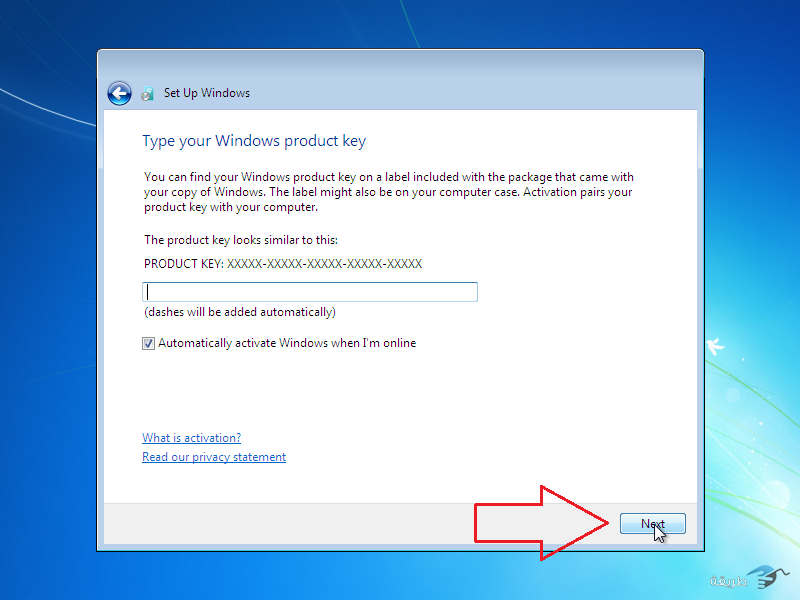 Set Up Windows
Type your Windows product key
You can find your Windows product key on a label included with the package that came with
your copy of Windows. The label might also be on your computer case. Activation pairs your
product key with your computer.
The product key looks similar to this:
PRODUCT KEY: XXXXX-XXXXX-XXXXX-XXXXX-XXXXX
(dashes will be added automatically)
Automatically activate Windows when I'm online
What is activation?
Read our privacy statement
Next